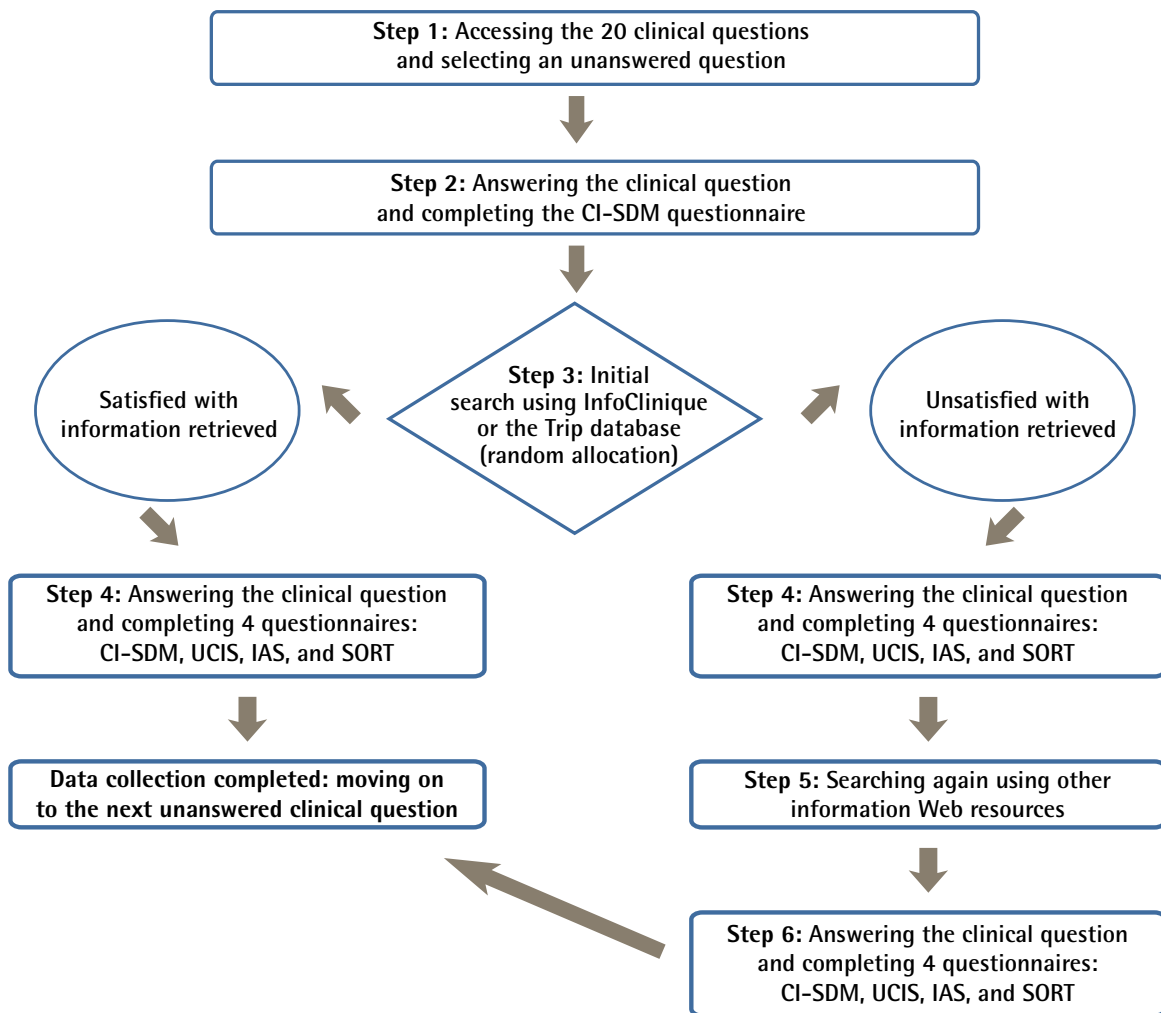 Step 1: Accessing the 20 clinical questions
and selecting an unanswered question
Step 2: Answering the clinical question
and completing the CI-SDM questionnaire
Step 3: Initial
search using InfoClinique
or the Trip database
(random allocation)
Satisfied with
information retrieved
Unsatisfied with
information retrieved
Step 4: Answering the clinical question
and completing 4 questionnaires:
CI-SDM, UCIS, IAS, and SORT
Data collection completed: moving on
to the next unanswered clinical question
Step 4: Answering the clinical question
and completing 4 questionnaires:
CI-SDM, UCIS, IAS, and SORT
Step 5: Searching again using other
information Web resources
Step 6: Answering the clinical question
and completing 4 questionnaires:
CI-SDM, UCIS, IAS, and SORT